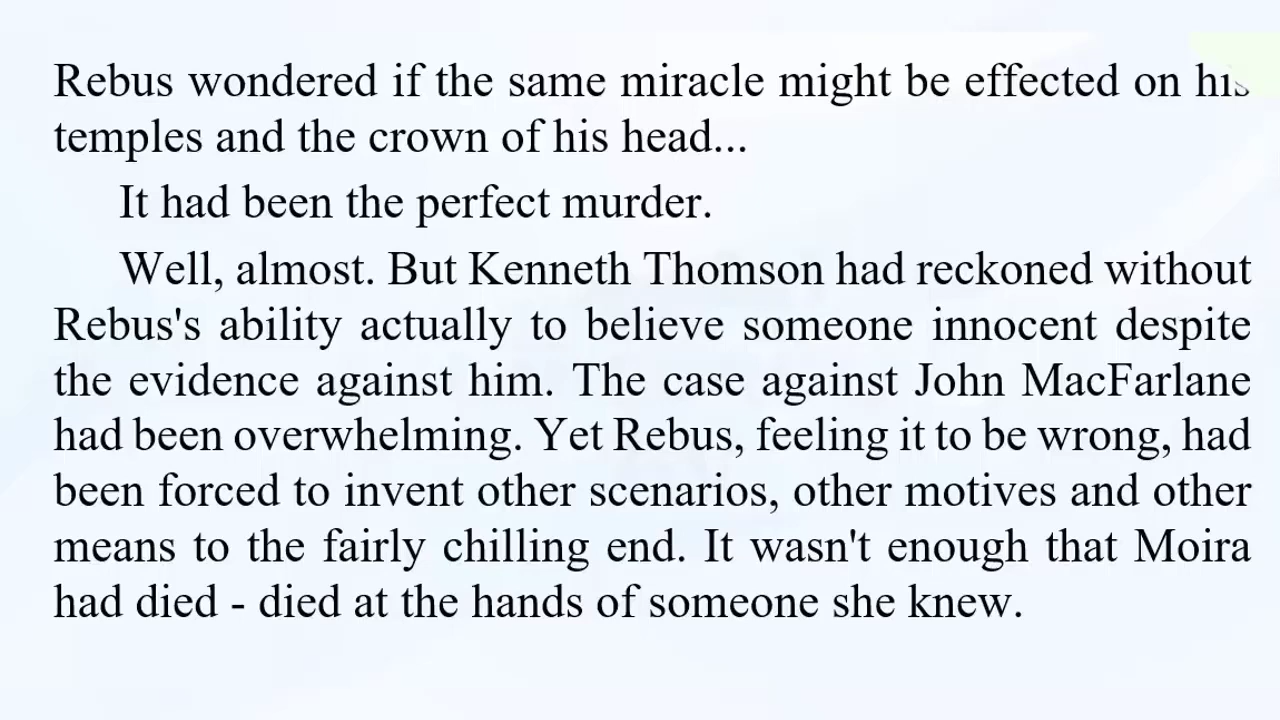 Rebus wondered if the same miracle might be effected on his
temples and the crown of his head...
It had been the perfect murder.
Well, almost. But Kenneth Thomson had reckoned without
Rebus's ability actually to believe someone innocent despite
the evidence against him. The case against John MacFarlane
had been overwhelming. Yet Rebus, feeling it to be wrong, had
been forced to invent other scenarios, other motives and other
means to the fairly chilling end. It wasn't enough that Moira
had died - died at the hands of someone she knew.